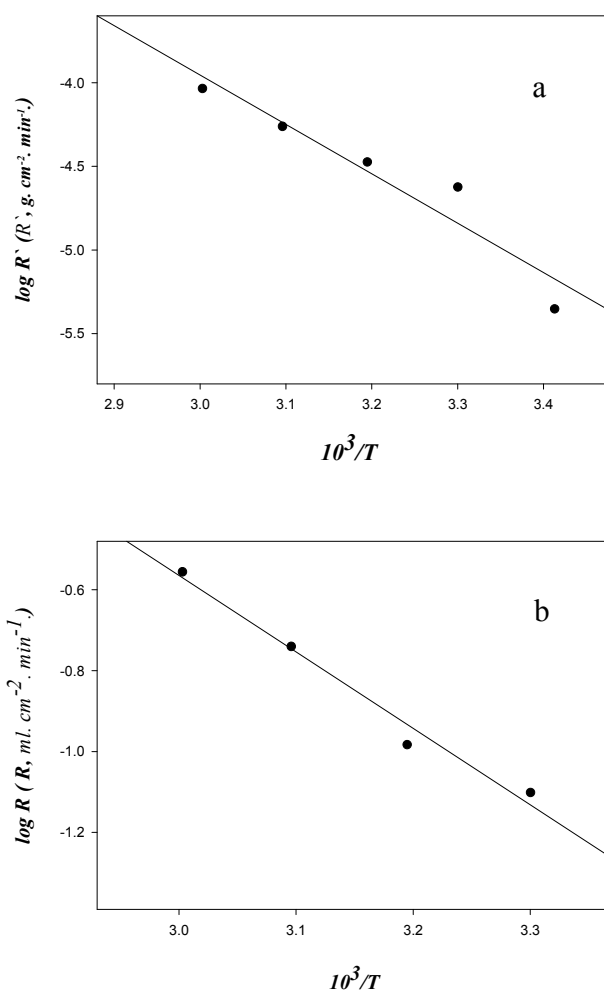 a
-4.0
-4.5
-5.0
-5.5
log R` (R`, g. cm⁻². min⁻¹.)
2.9 3.0 3.1 3.2 3.3 3.4
10³/T
b
-0.6
-0.8
-1.0
-1.2
log R ( R, ml. cm⁻² . min⁻¹.)
3.0 3.1 3.2 3.3
10³/T